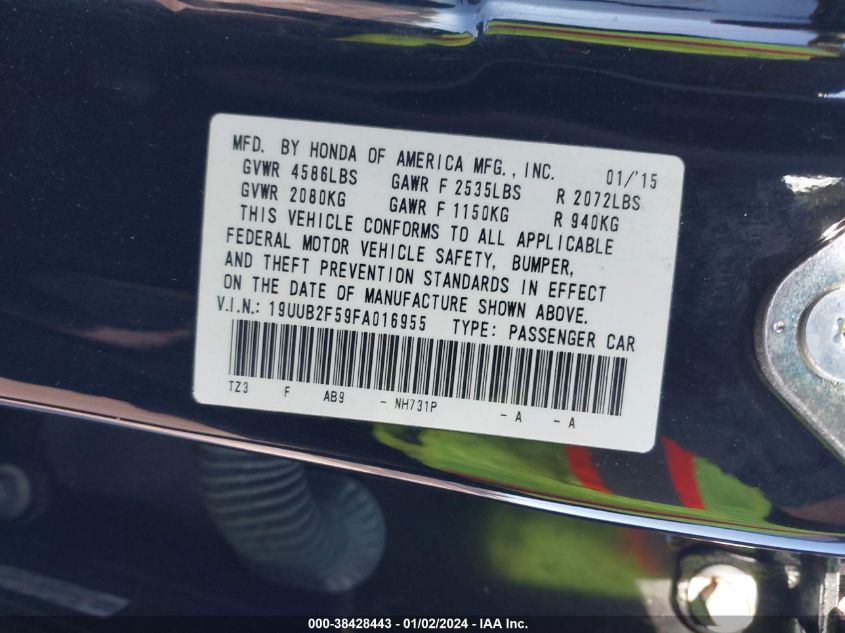 MFD. BY HONDA OF AMERICA MFG., INC. 01/'15
GVWR 4586LBS GAWR F 2535LBS R 2072LBS
GVWR 2080KG GAWR F 1150KG R 940KG
THIS VEHICLE CONFORMS TO ALL APPLICABLE
FEDERAL MOTOR VEHICLE SAFETY, BUMPER,
AND THEFT PREVENTION STANDARDS IN EFFECT
ON THE DATE OF MANUFACTURE SHOWN ABOVE.
V.I.N.: 19UUB2F59FA016955 TYPE: PASSENGER CAR
TZ3 F AB9 - NH731P - A - A
000-38428443 - 01/02/2024 - IAA Inc.